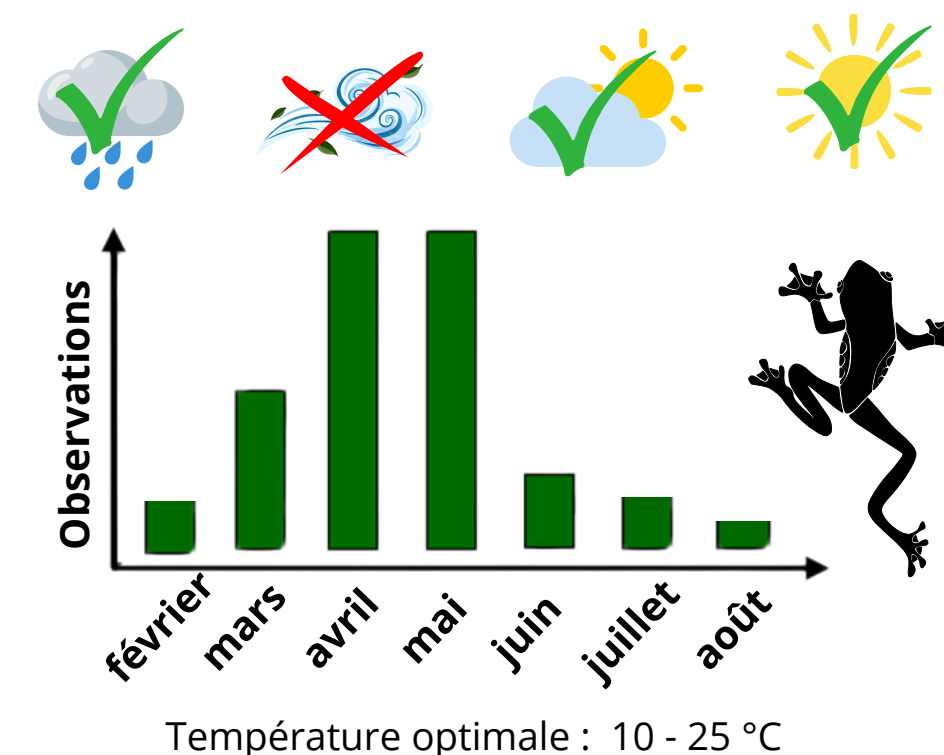 Observations
février
mars
avril
mai
juin
juillet
août
Température optimale : 10 - 25 °C